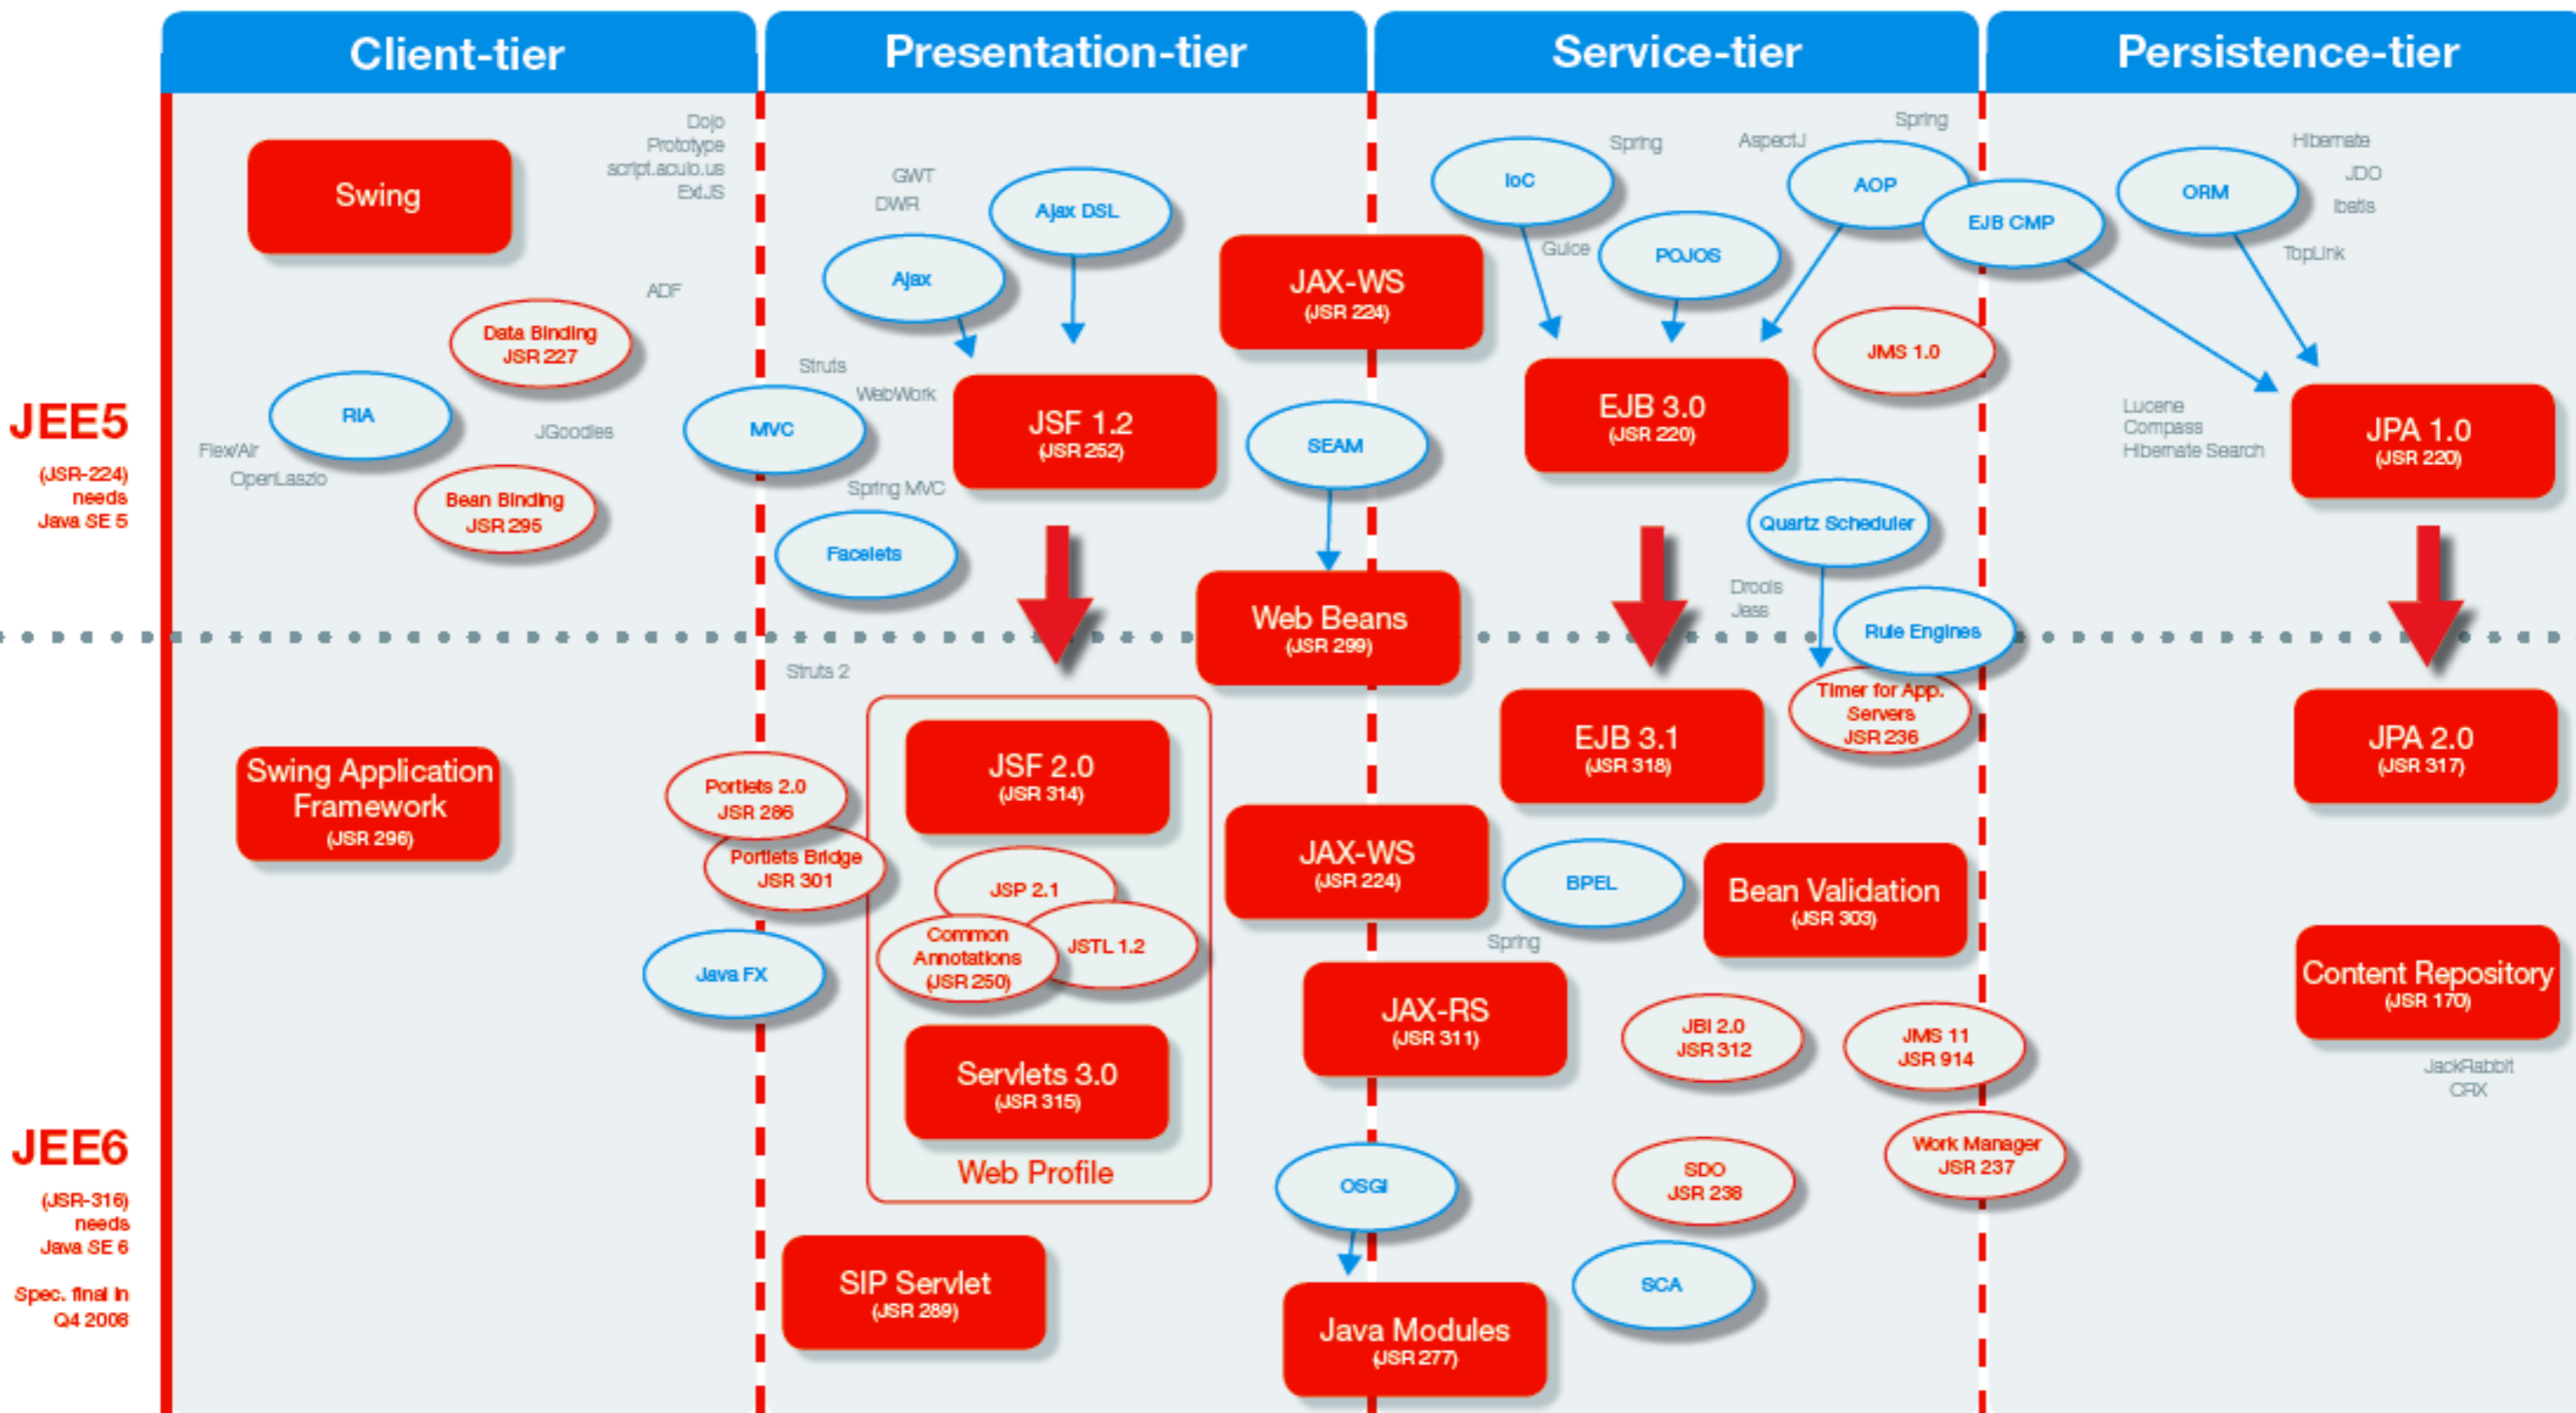 Client-tier
Presentation-tier
Service-tier
Persistence-tier
JEE5
(JSR-224)
needs
Java SE 5
Swing
Dojo
Prototype
script.aculo.us
ExtJS
ADF
Data Binding
JSR 227
RIA
JGoodies
Flex/Air
OpenLaszlo
Bean Binding
JSR 295
GWT
DWR
Ajax DSL
Ajax
Struts
WebWork
MVC
JSF 1.2
(JSR 252)
Spring MVC
Facelets
JAX-WS
(JSR 224)
SEAM
Web Beans
(JSR 299)
IoC
Spring
Guice
POJOS
AspectJ
Spring
AOP
EJB CMP
JMS 1.0
EJB 3.0
(JSR 220)
Quartz Scheduler
Drools
Jess
Rule Engines
ORM
Hibernate
JDO
Ibatis
TopLink
Lucene
Compass
Hibernate Search
JPA 1.0
(JSR 220)
JEE6
(JSR-316)
needs
Java SE 6
Spec. final in
Q4 2008
Swing Application
Framework
(JSR 296)
Struts 2
Portlets 2.0
JSR 286
Portlets Bridge
JSR 301
Java FX
JSF 2.0
(JSR 314)
JSP 2.1
JSTL 1.2
Common
Annotations
(JSR 250)
Servlets 3.0
(JSR 315)
Web Profile
SIP Servlet
(JSR 289)
JAX-WS
(JSR 224)
Spring
JAX-RS
(JSR 311)
OSGI
Java Modules
(JSR 277)
EJB 3.1
(JSR 318)
Timer for App.
Servers
JSR 236
BPEL
Bean Validation
(JSR 303)
JBI 2.0
JSR 312
JMS 11
JSR 914
Work Manager
JSR 237
SDO
JSR 238
SCA
JPA 2.0
(JSR 317)
Content Repository
(JSR 170)
JackRabbit
CRX